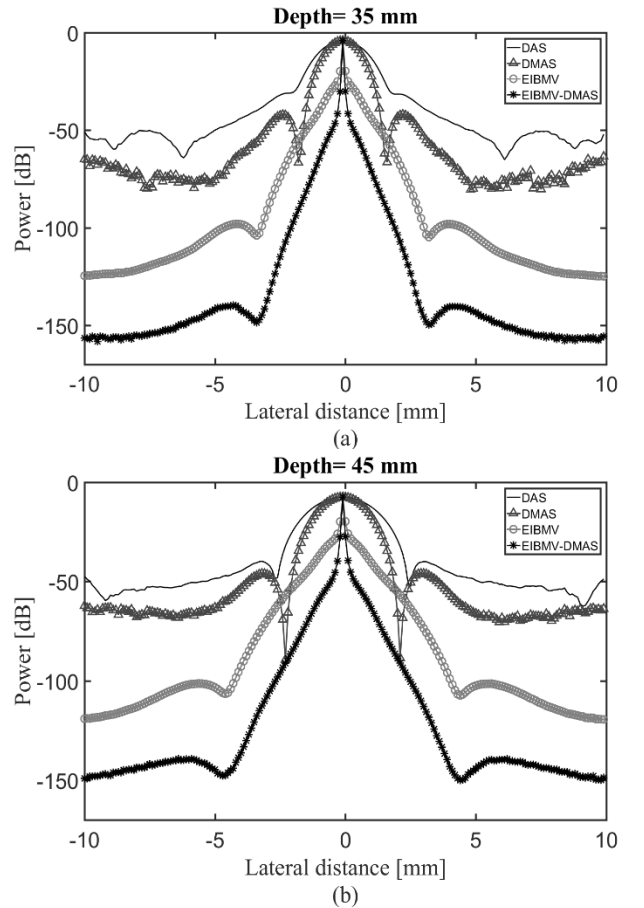 Depth= 35 mm
0
-50
-100
-150
Power [dB]
DAS
DMAS
EIBMV
EIBMV-DMAS
-10
-5
0
5
10
Lateral distance [mm]
(a)
Depth= 45 mm
0
-50
-100
-150
Power [dB]
DAS
DMAS
EIBMV
EIBMV-DMAS
-10
-5
0
5
10
Lateral distance [mm]
(b)